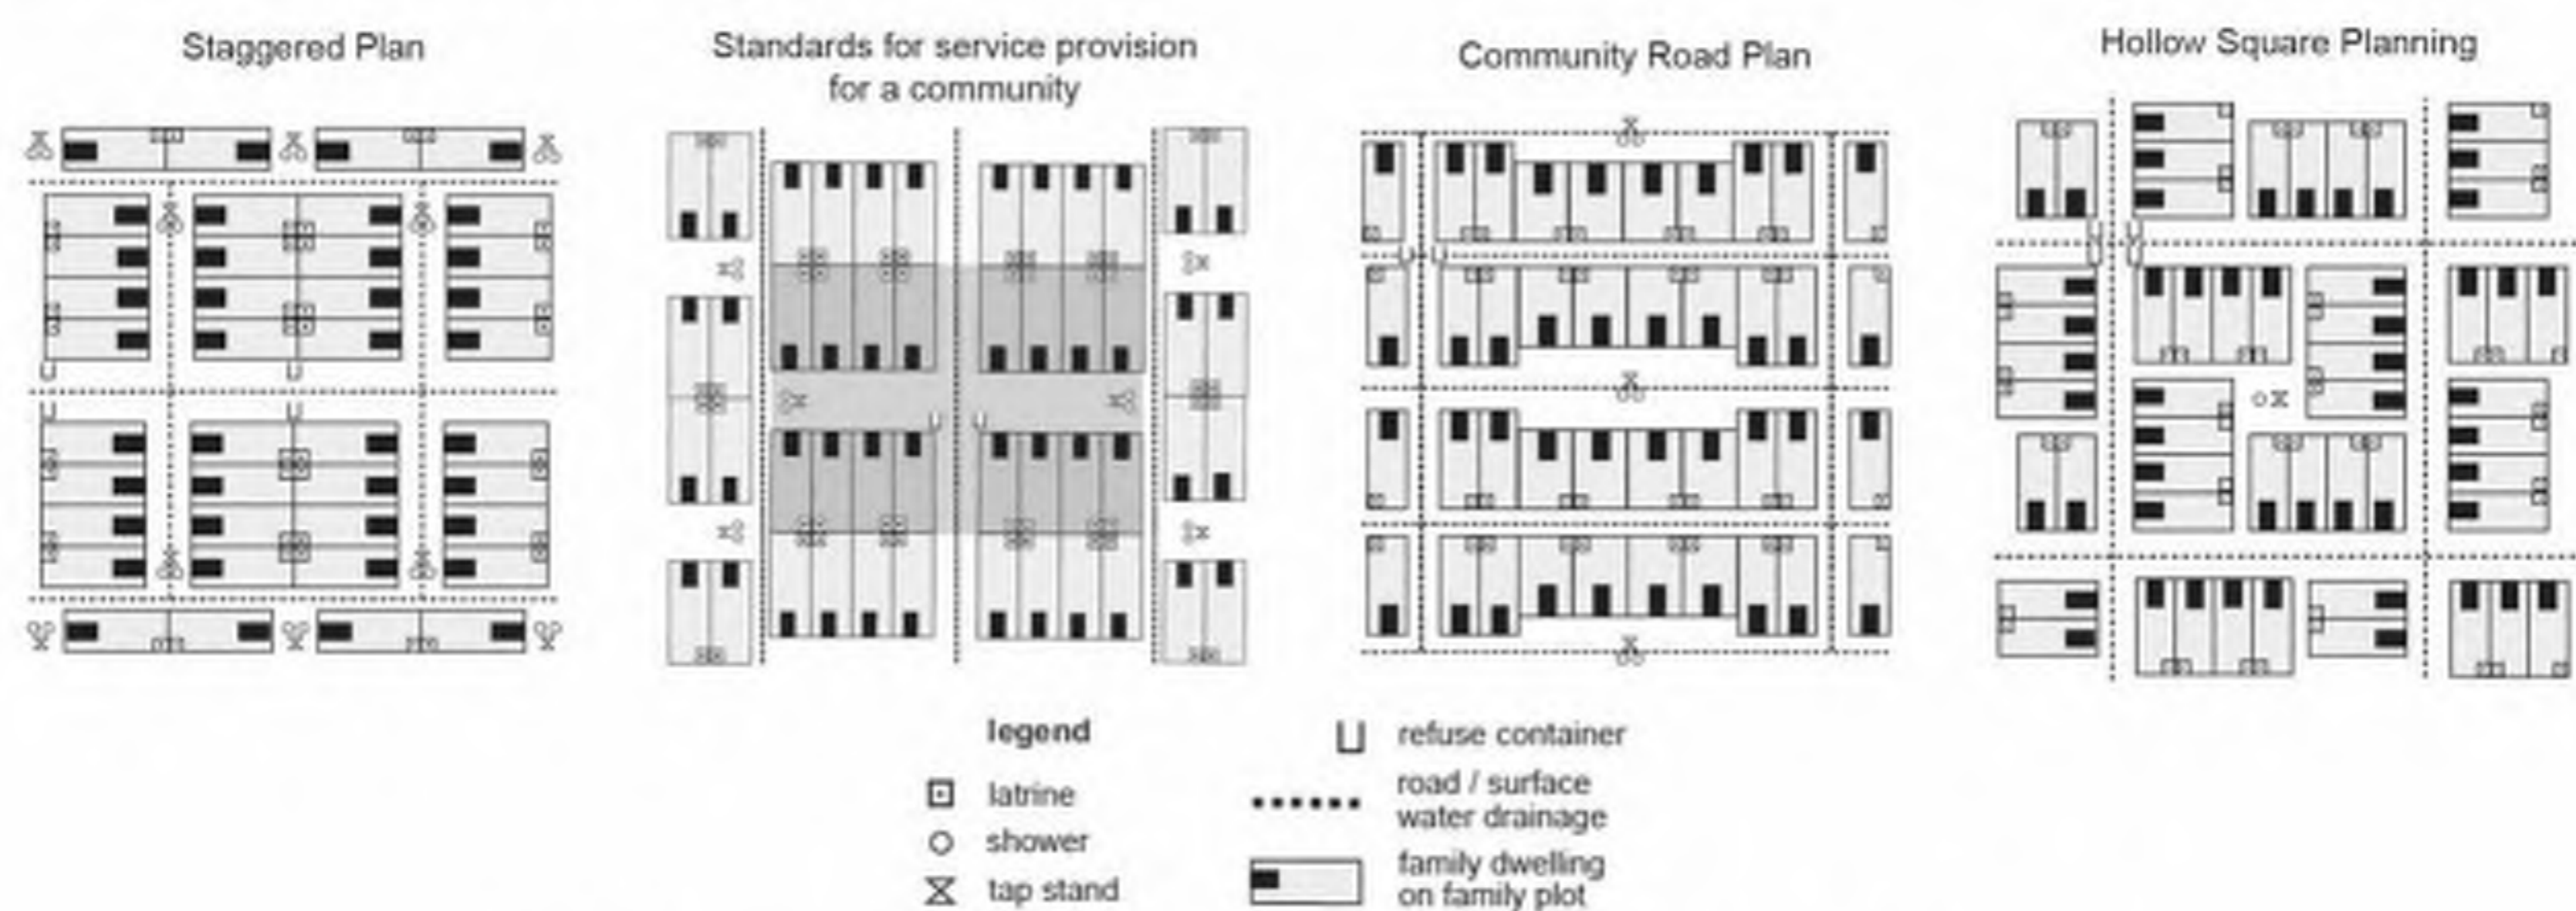 Staggered Plan
Standards for service provision
for a community
Community Road Plan
Hollow Square Planning
legend
latrine
shower
tap stand
refuse container
road / surface
water drainage
family dwelling
on family plot